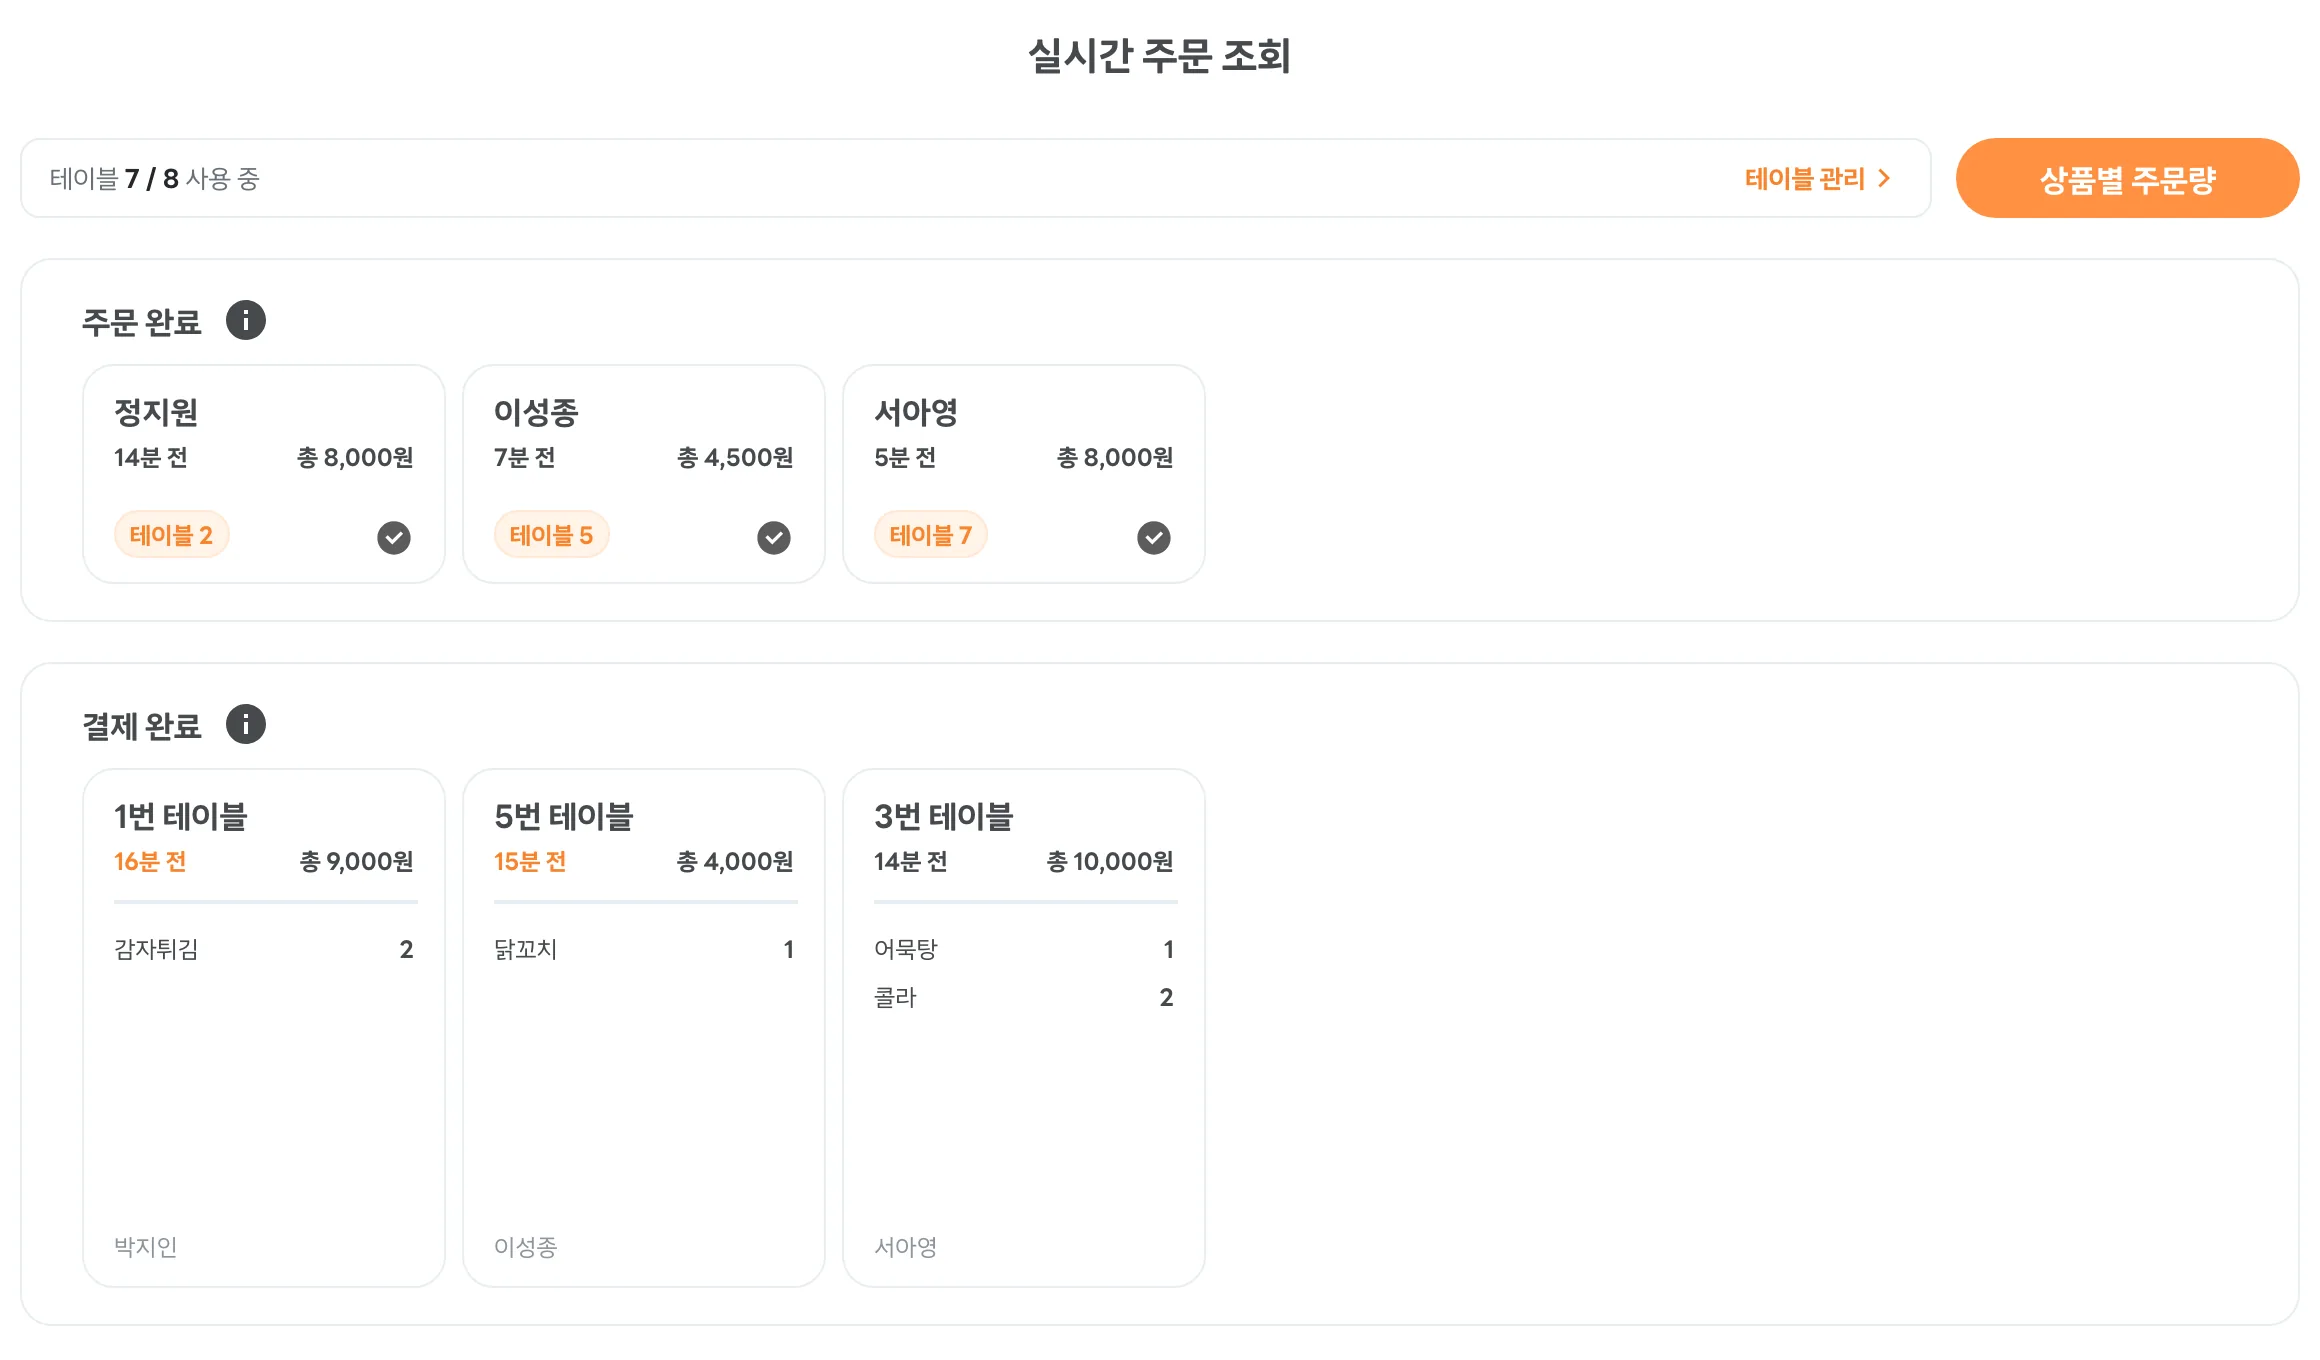 실시간 주문 조회
테이블 7 / 8 사용 중
테이블 관리
상품별 주문량
주문 완료
정지원
14분 전 총 8,000원
테이블 2
이성종
7분 전 총 4,500원
테이블 5
서아영
5분 전 총 8,000원
테이블 7
결제 완료
1번 테이블
16분 전 총 9,000원
감자튀김 2
박지인
5번 테이블
15분 전 총 4,000원
닭꼬치 1
이성종
3번 테이블
14분 전 총 10,000원
어묵탕 1
콜라 2
서아영